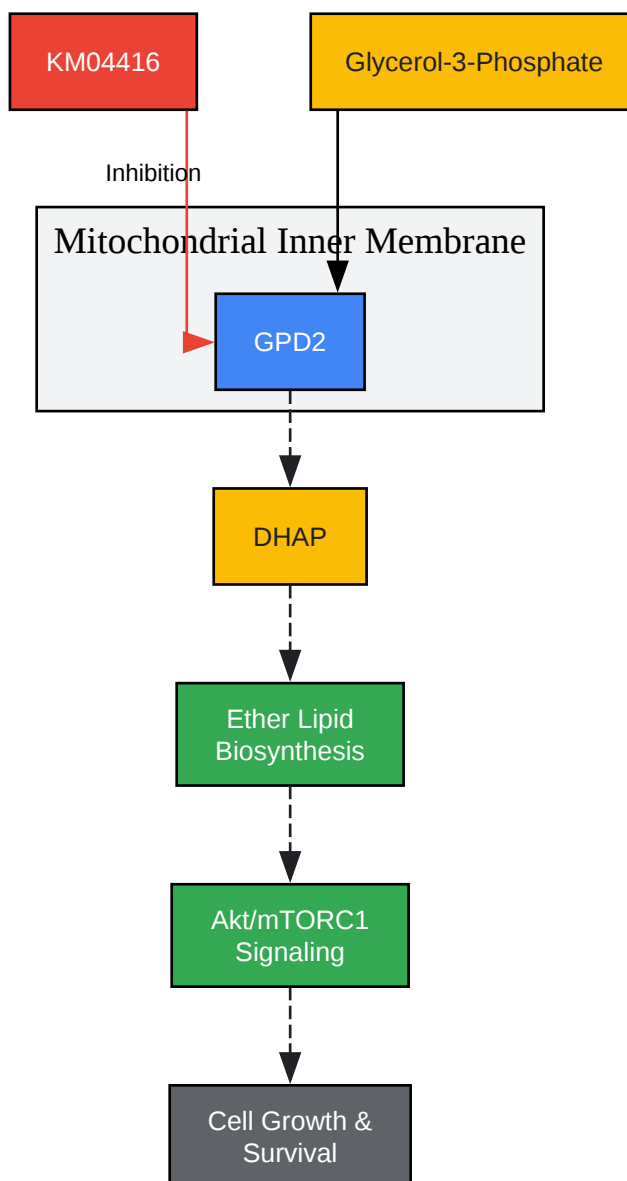 KM04416
Glycerol-3-Phosphate
Inhibition
Mitochondrial Inner Membrane
GPD2
DHAP
Ether Lipid
Biosynthesis
Akt/mTORC1
Signaling
Cell Growth &
Survival